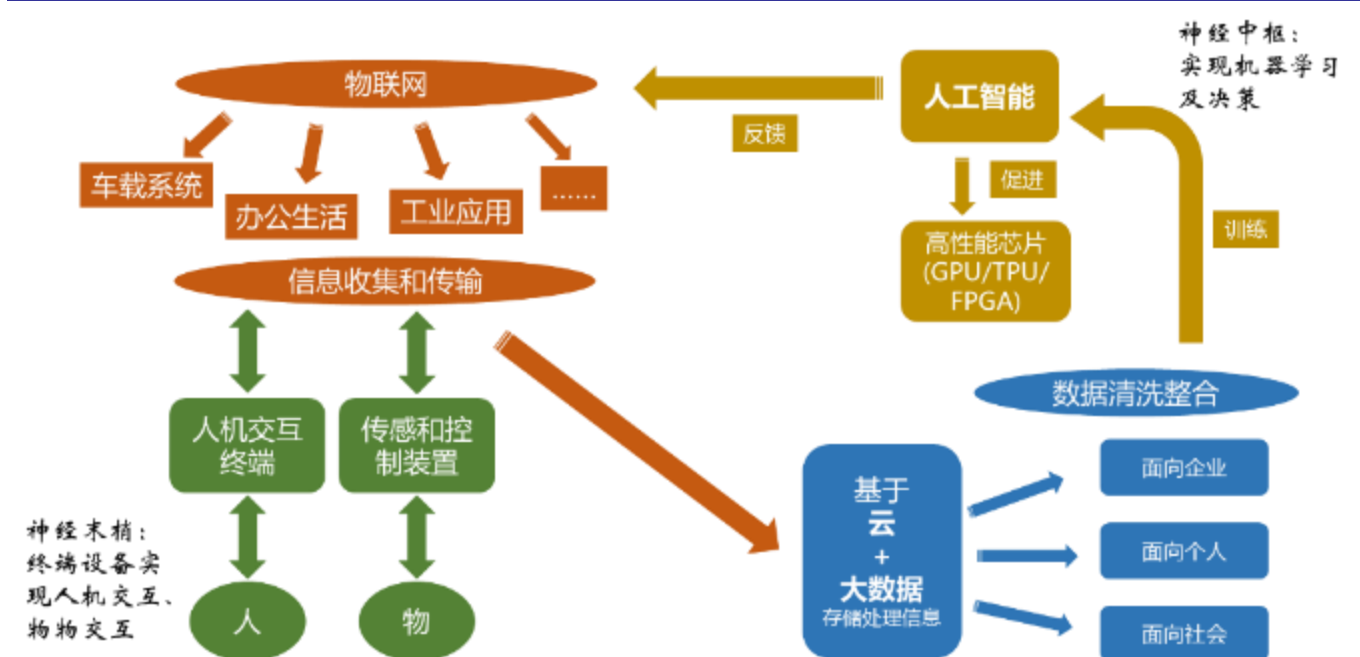 神经中枢：
实现机器学习
及决策
物联网
人工智能
反馈
车载系统
办公生活
工业应用
……
促进
高性能芯片
(GPU/TPU/
FPGA)
训练
信息收集和传输
数据清洗整合
人机交互
终端
传感和控
制装置
基于
云
+
大数据
存储处理信息
面向企业
面向个人
面向社会
神经末梢：
终端设备实
现人机交互、
物物交互
人
物